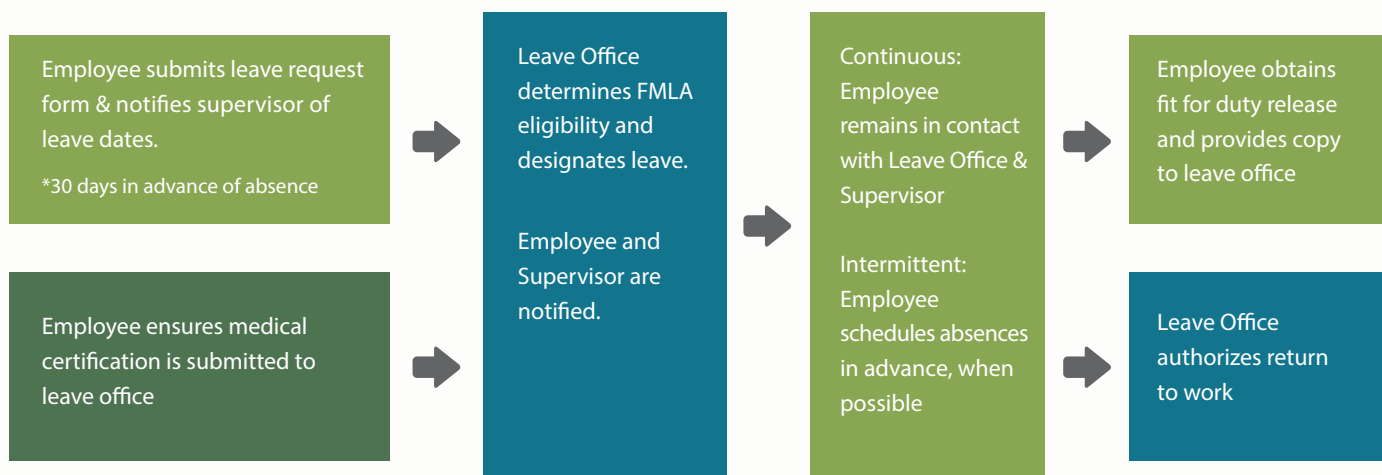 Employee submits leave request
form & notifies supervisor of
leave dates.
*30 days in advance of absence
Employee ensures medical
certification is submitted to
leave office
Leave Office
determines FMLA
eligibility and
designates leave.
Employee and
Supervisor are
notified.
Continuous:
Employee
remains in contact
with Leave Office &
Supervisor
Intermittent:
Employee
schedules absences
in advance, when
possible
Employee obtains
fit for duty release
and provides copy
to leave office
Leave Office
authorizes return
to work